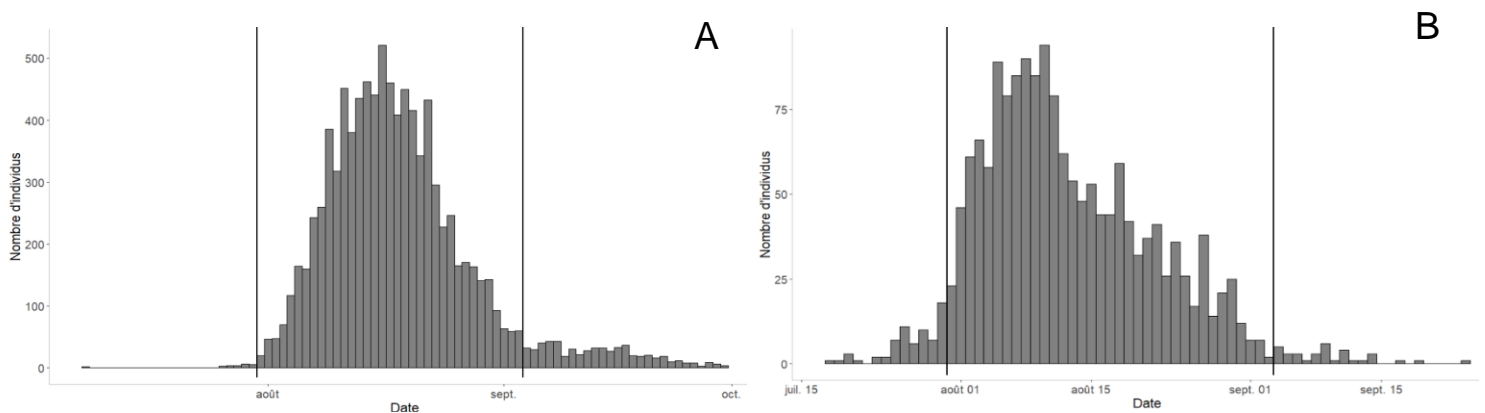 A
Nombre d'individus
500
400
300
200
100
0
août
sept.
oct.
Date
B
Nombre d'individus
75
50
25
0
juil. 15
août 01
août 15
sept. 01
sept. 15
Date